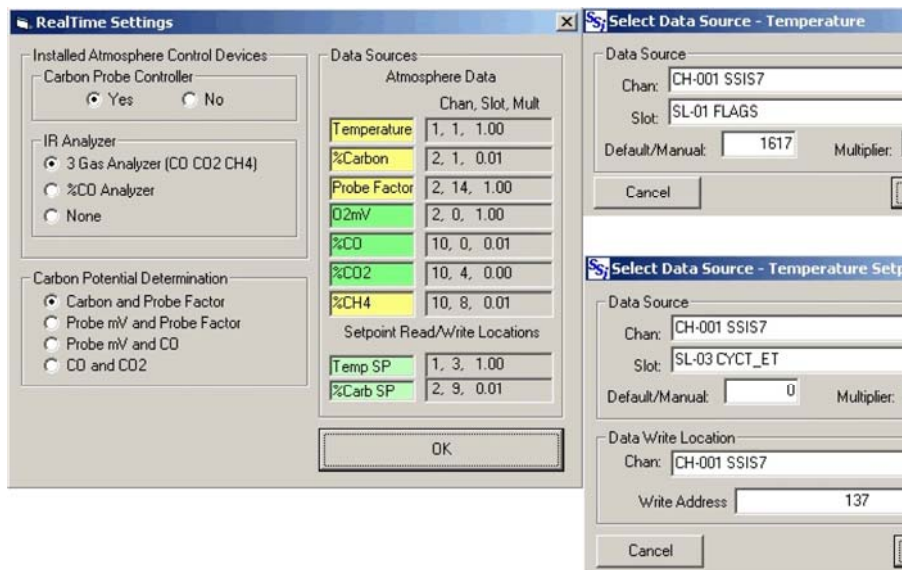 RealTime Settings
Installed Atmosphere Control Devices
Carbon Probe Controller
Yes No
IR Analyzer
3 Gas Analyzer (CO CO2 CH4)
%CO Analyzer
None
Carbon Potential Determination
Carbon and Probe Factor
Probe mV and Probe Factor
Probe mV and CO
CO and CO2
Data Sources
Atmosphere Data
Chan, Slot, Mult
Temperature 1, 1, 1.00
%Carbon 2, 1, 0.01
Probe Factor 2, 14, 1.00
O2mV 2, 0, 1.00
%CO 10, 0, 0.01
%CO2 10, 4, 0.00
%CH4 10, 8, 0.01
Setpoint Read/Write Locations
Temp SP 1, 3, 1.00
%Carb SP 2, 9, 0.01
OK
SSi Select Data Source - Temperature
Data Source
Chan: CH-001 SSIS7
Slot: SL-01 FLAGS
Default/Manual: 1617 Multiplier:
Cancel
SSi Select Data Source - Temperature Setp
Data Source
Chan: CH-001 SSIS7
Slot: SL-03 CYCT_ET
Default/Manual: 0 Multiplier:
Data Write Location
Chan: CH-001 SSIS7
Write Address 137
Cancel